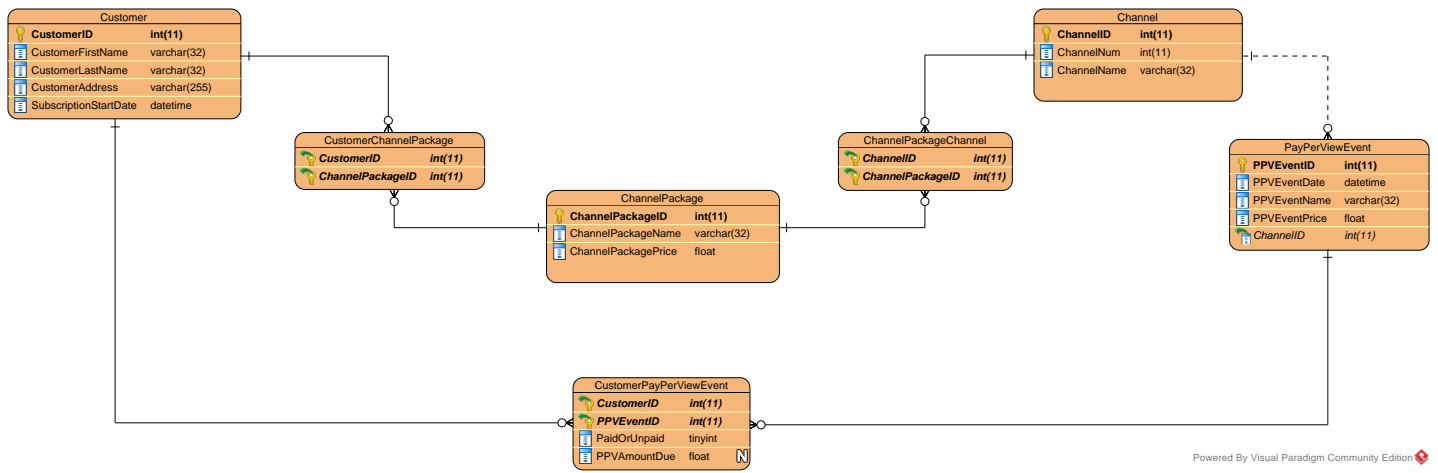 Customer
CustomerID int(11)
CustomerFirstName varchar(32)
CustomerLastName varchar(32)
CustomerAddress varchar(255)
SubscriptionStartDate datetime
Channel
ChannelID int(11)
ChannelNum int(11)
ChannelName varchar(32)
CustomerChannelPackage
CustomerID int(11)
ChannelPackageID int(11)
ChannelPackageChannel
ChannelID int(11)
ChannelPackageID int(11)
PayPerViewEvent
PPVEventID int(11)
PPVEventDate datetime
PPVEventName varchar(32)
PPVEventPrice float
ChannelID int(11)
ChannelPackage
ChannelPackageID int(11)
ChannelPackageName varchar(32)
ChannelPackagePrice float
CustomerPayPerViewEvent
CustomerID int(11)
PPVEventID int(11)
PaidOrUnpaid tinyint
PPVAmountDue float N
Powered By Visual Paradigm Community Edition